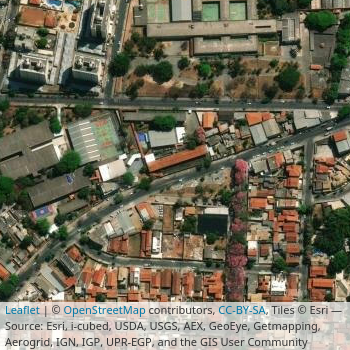 Leaflet | © OpenStreetMap contributors, CC-BY-SA, Tiles © Esri —
Source: Esri, i-cubed, USDA, USGS, AEX, GeoEye, Getmapping,
Aerogrid, IGN, IGP, UPR-EGP, and the GIS User Community